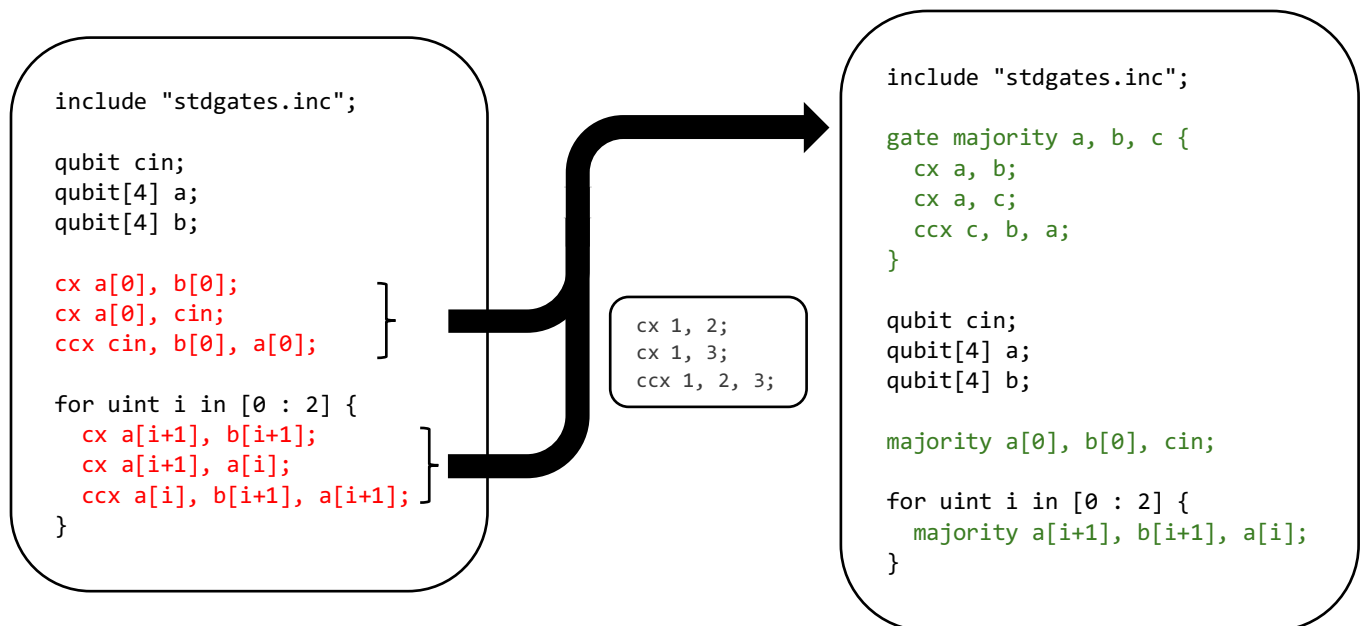 include "stdgates.inc";
qubit cin;
qubit[4] a;
qubit[4] b;
cx a[0], b[0];
cx a[0], cin;
ccx cin, b[0], a[0];
for uint i in [0 : 2] {
cx a[i+1], b[i+1];
cx a[i+1], a[i];
ccx a[i], b[i+1], a[i+1];
}
cx 1, 2;
cx 1, 3;
ccx 1, 2, 3;
include "stdgates.inc";
gate majority a, b, c {
cx a, b;
cx a, c;
ccx c, b, a;
}
qubit cin;
qubit[4] a;
qubit[4] b;
majority a[0], b[0], cin;
for uint i in [0 : 2] {
majority a[i+1], b[i+1], a[i];
}